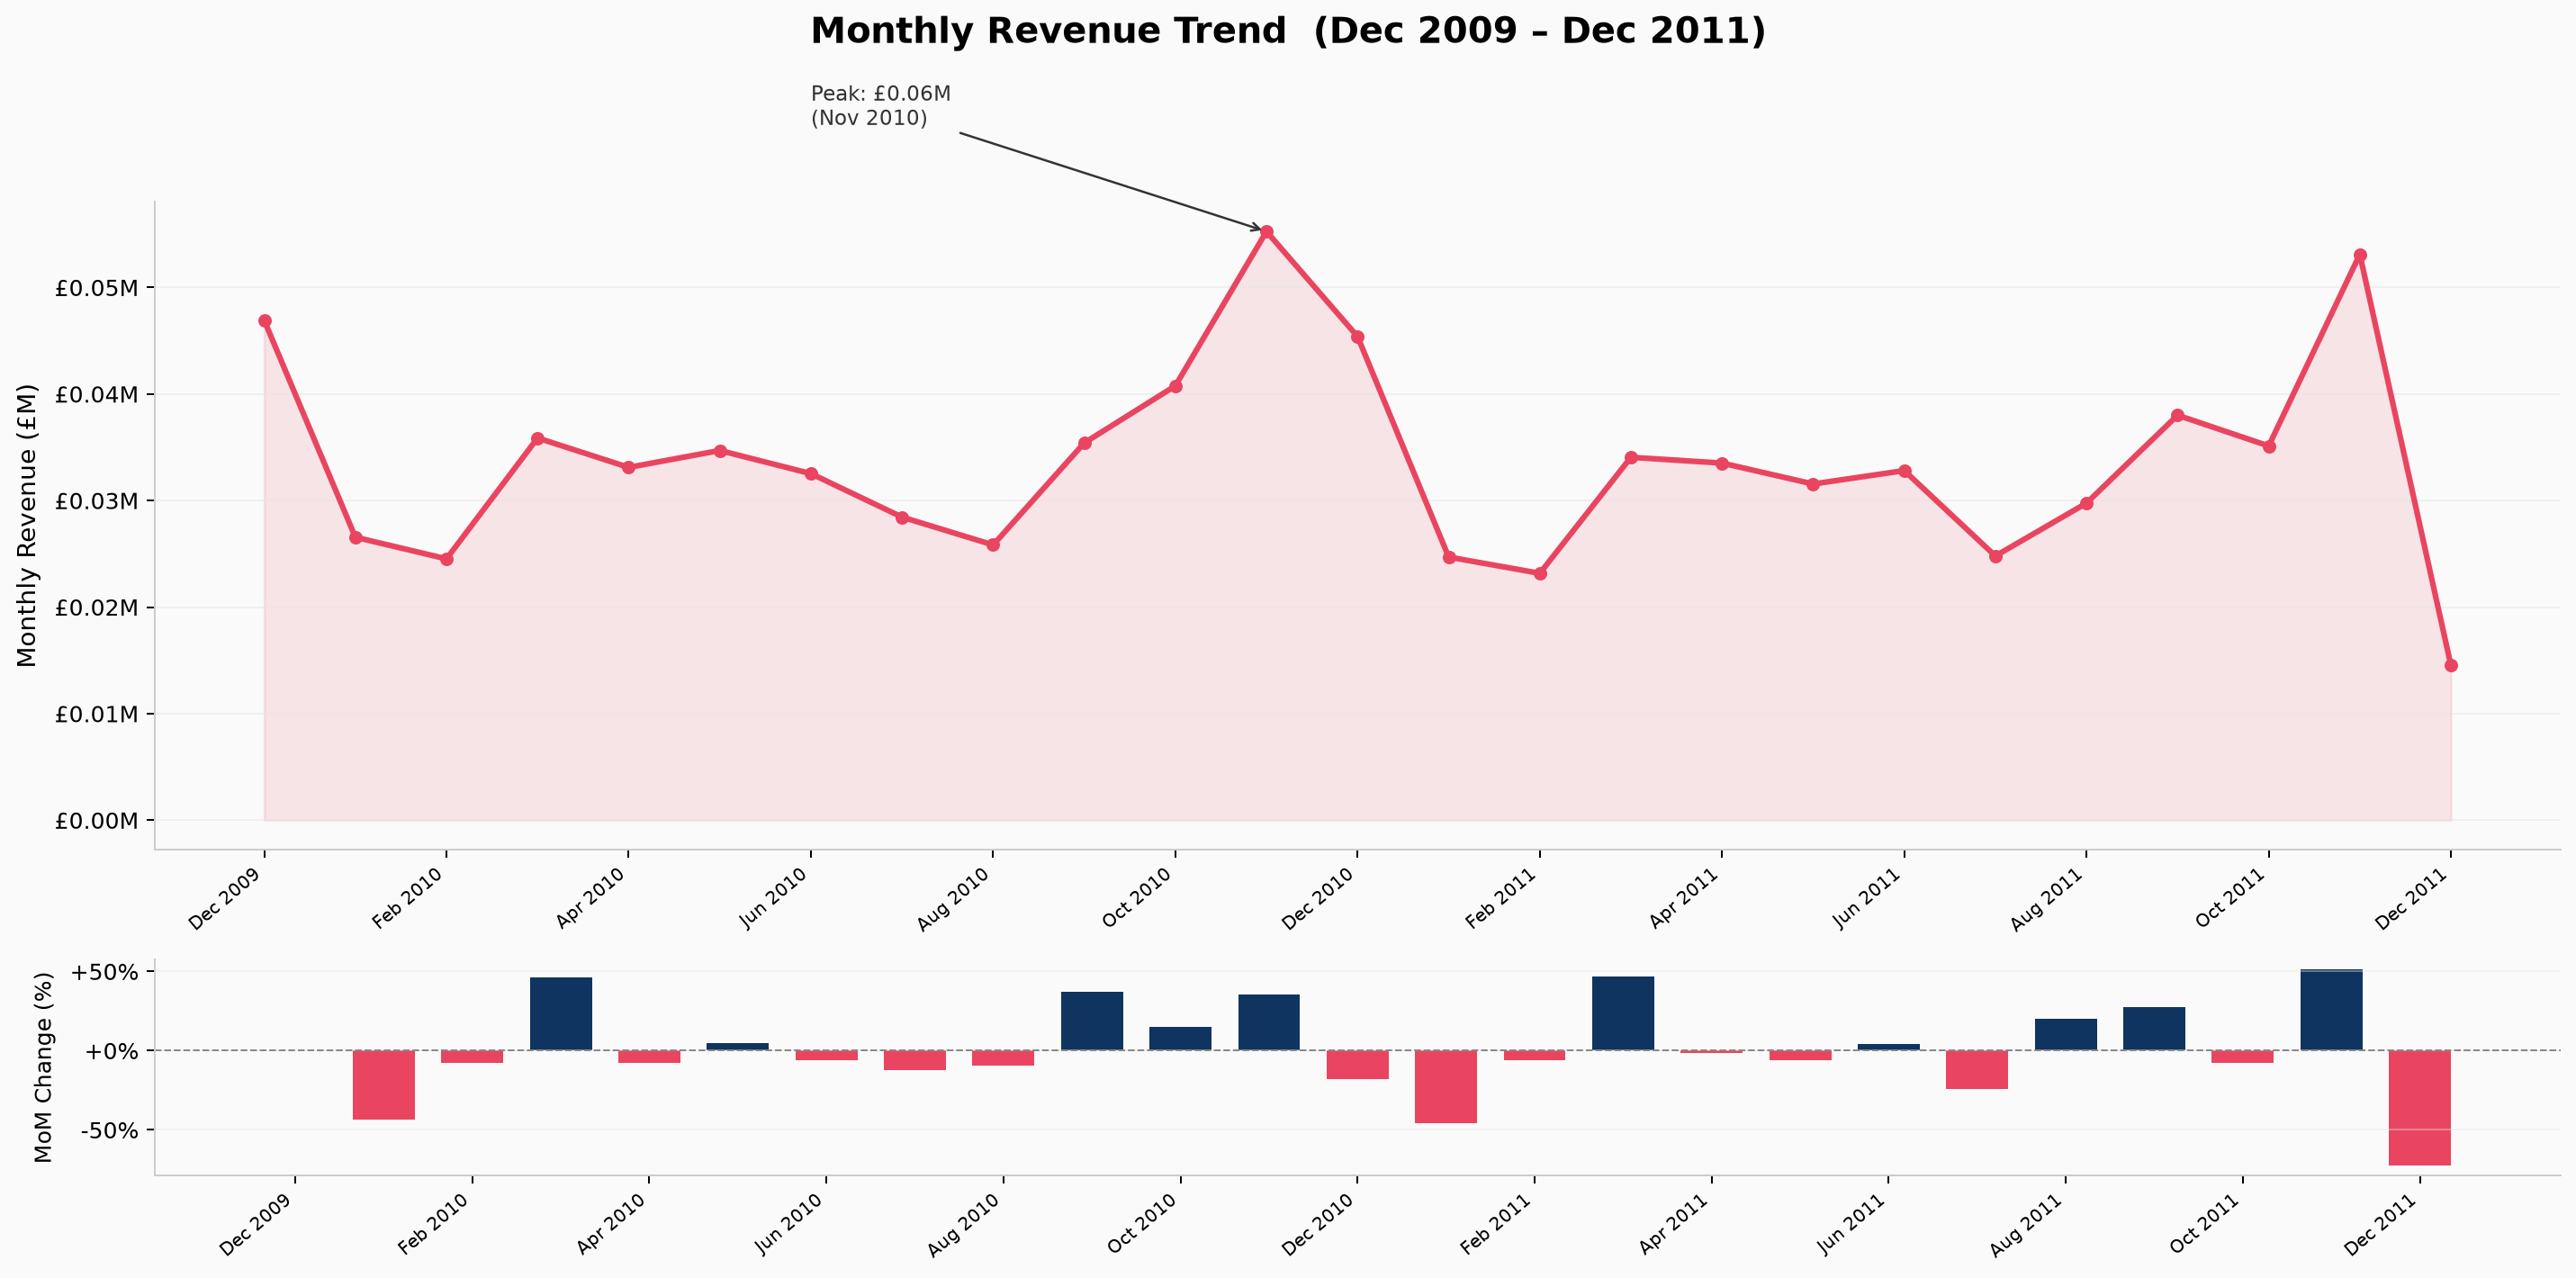 Monthly Revenue Trend  (Dec 2009 – Dec 2011)
Peak: £0.06M
(Nov 2010)
Monthly Revenue (£M)
£0.05M
£0.04M
£0.03M
£0.02M
£0.01M
£0.00M
Dec 2009
Feb 2010
Apr 2010
Jun 2010
Aug 2010
Oct 2010
Dec 2010
Feb 2011
Apr 2011
Jun 2011
Aug 2011
Oct 2011
Dec 2011
MoM Change (%)
+50%
+0%
-50%
Dec 2009
Feb 2010
Apr 2010
Jun 2010
Aug 2010
Oct 2010
Dec 2010
Feb 2011
Apr 2011
Jun 2011
Aug 2011
Oct 2011
Dec 2011